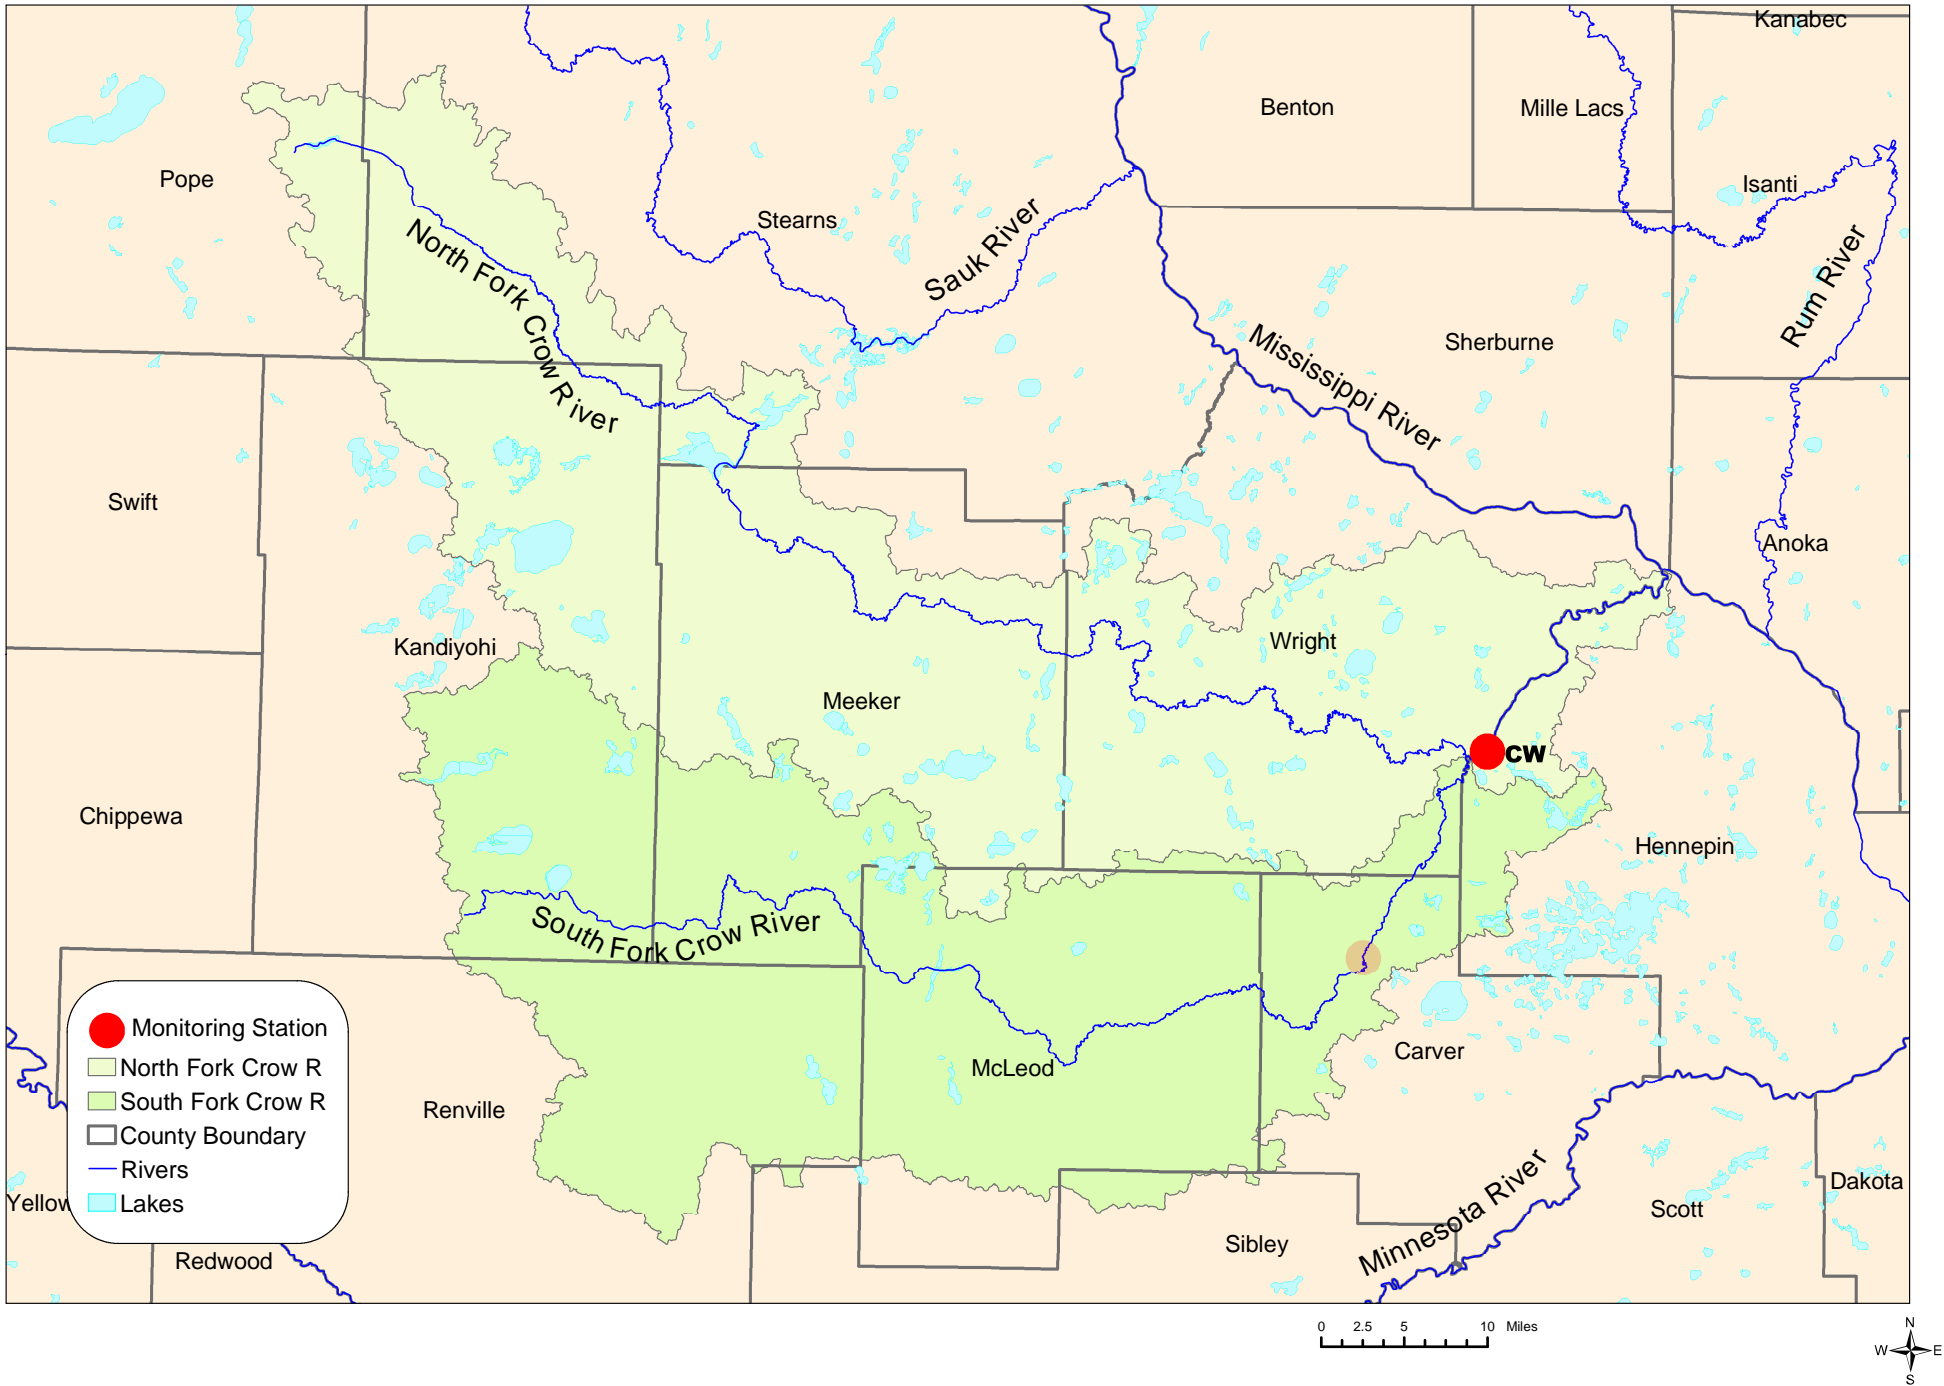 Kanabec
Benton
Mille Lacs
Pope
Isanti
Stearns
Sauk River
North Fork Crow River
Rum River
Mississippi River
Sherburne
Swift
Anoka
Kandiyohi
Wright
Meeker
CW
Chippewa
Hennepin
South Fork Crow River
Carver
McLeod
Renville
Minnesota River
Dakota
Scott
Sibley
Yellow
Redwood
Monitoring Station
North Fork Crow R
South Fork Crow R
County Boundary
Rivers
Lakes
0 2.5 5 10 Miles
N
W E
S